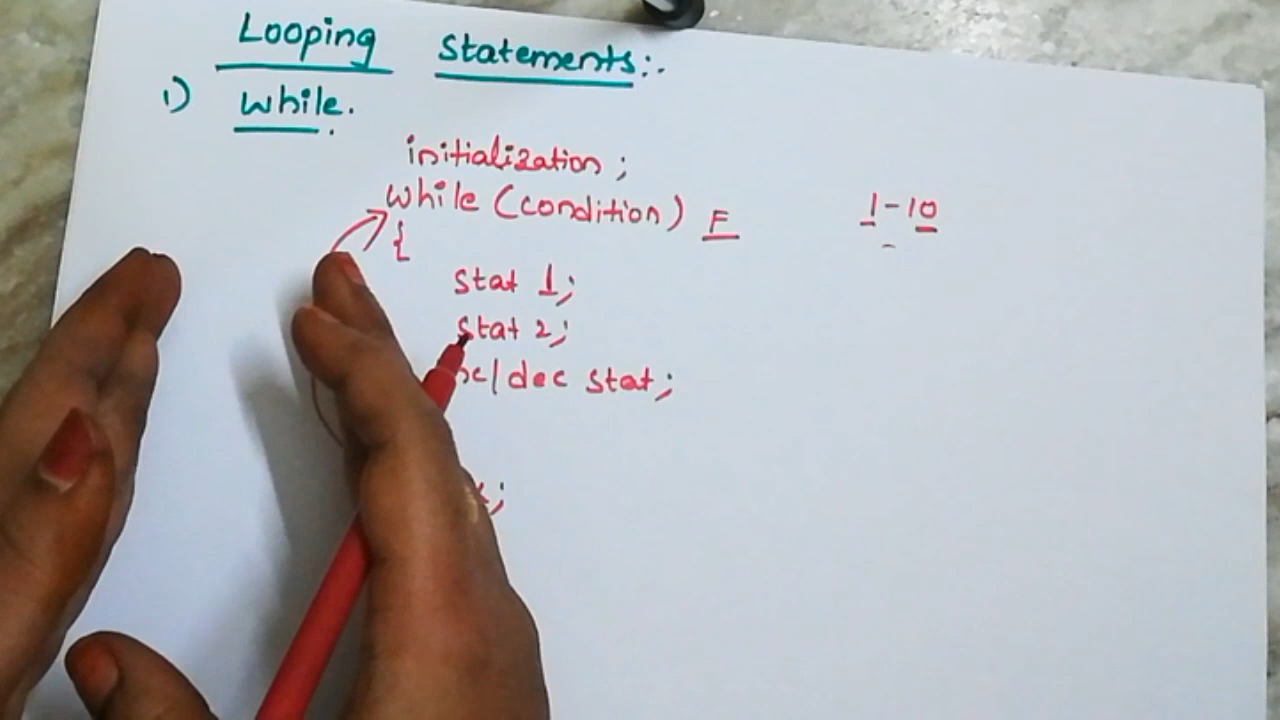 Looping Statements:.
1) While.
initialization;
While (condition) F 1-10
{
Stat 1;
Stat 2;
/dec Stat;